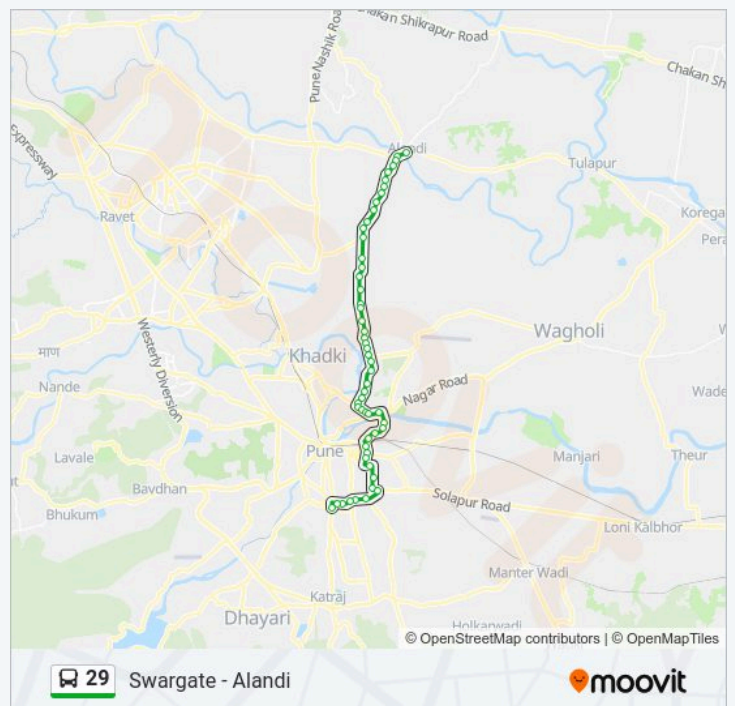 Chakan Shikrapur Road
Pune Nashik Road
Chakan Sh
Expressway
Alandi
Tulapur
Ravet
Korega
Pera
माण
Khadki
Wagholi
Westerly Diversion
Nande
Nagar Road
Wade
Lavale
Pune
Manjari
Theur
Bavdhan
Solapur Road
Bhukum
Loni Kalbhor
Manter Wadi
Katraj
Dhayari
Holkarwadi
© OpenStreetMap contributors | © OpenMapTiles
29 Swargate - Alandi
moovit